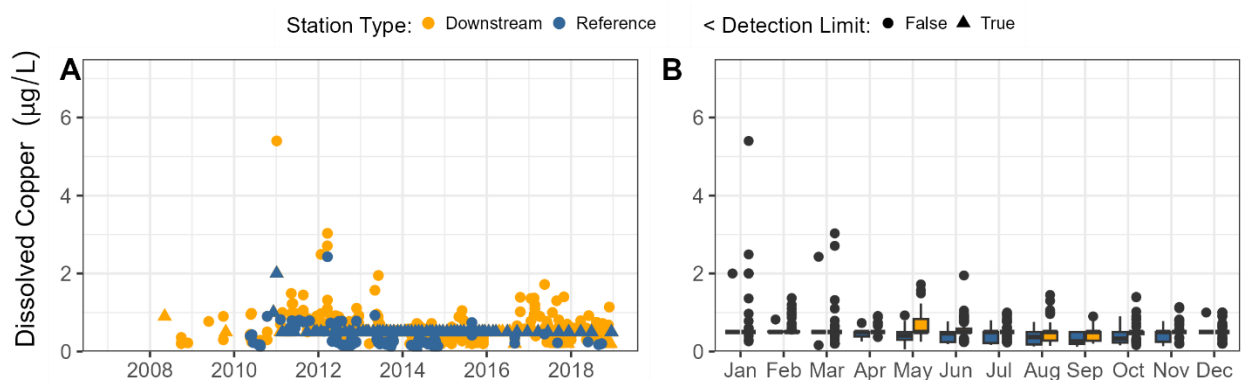 Station Type: Downstream Reference < Detection Limit: False True
A
B
Dissolved Copper (µg/L)
6
4
2
0
2008 2010 2012 2014 2016 2018
6
4
2
0
Jan Feb Mar Apr May Jun Jul Aug Sep Oct Nov Dec